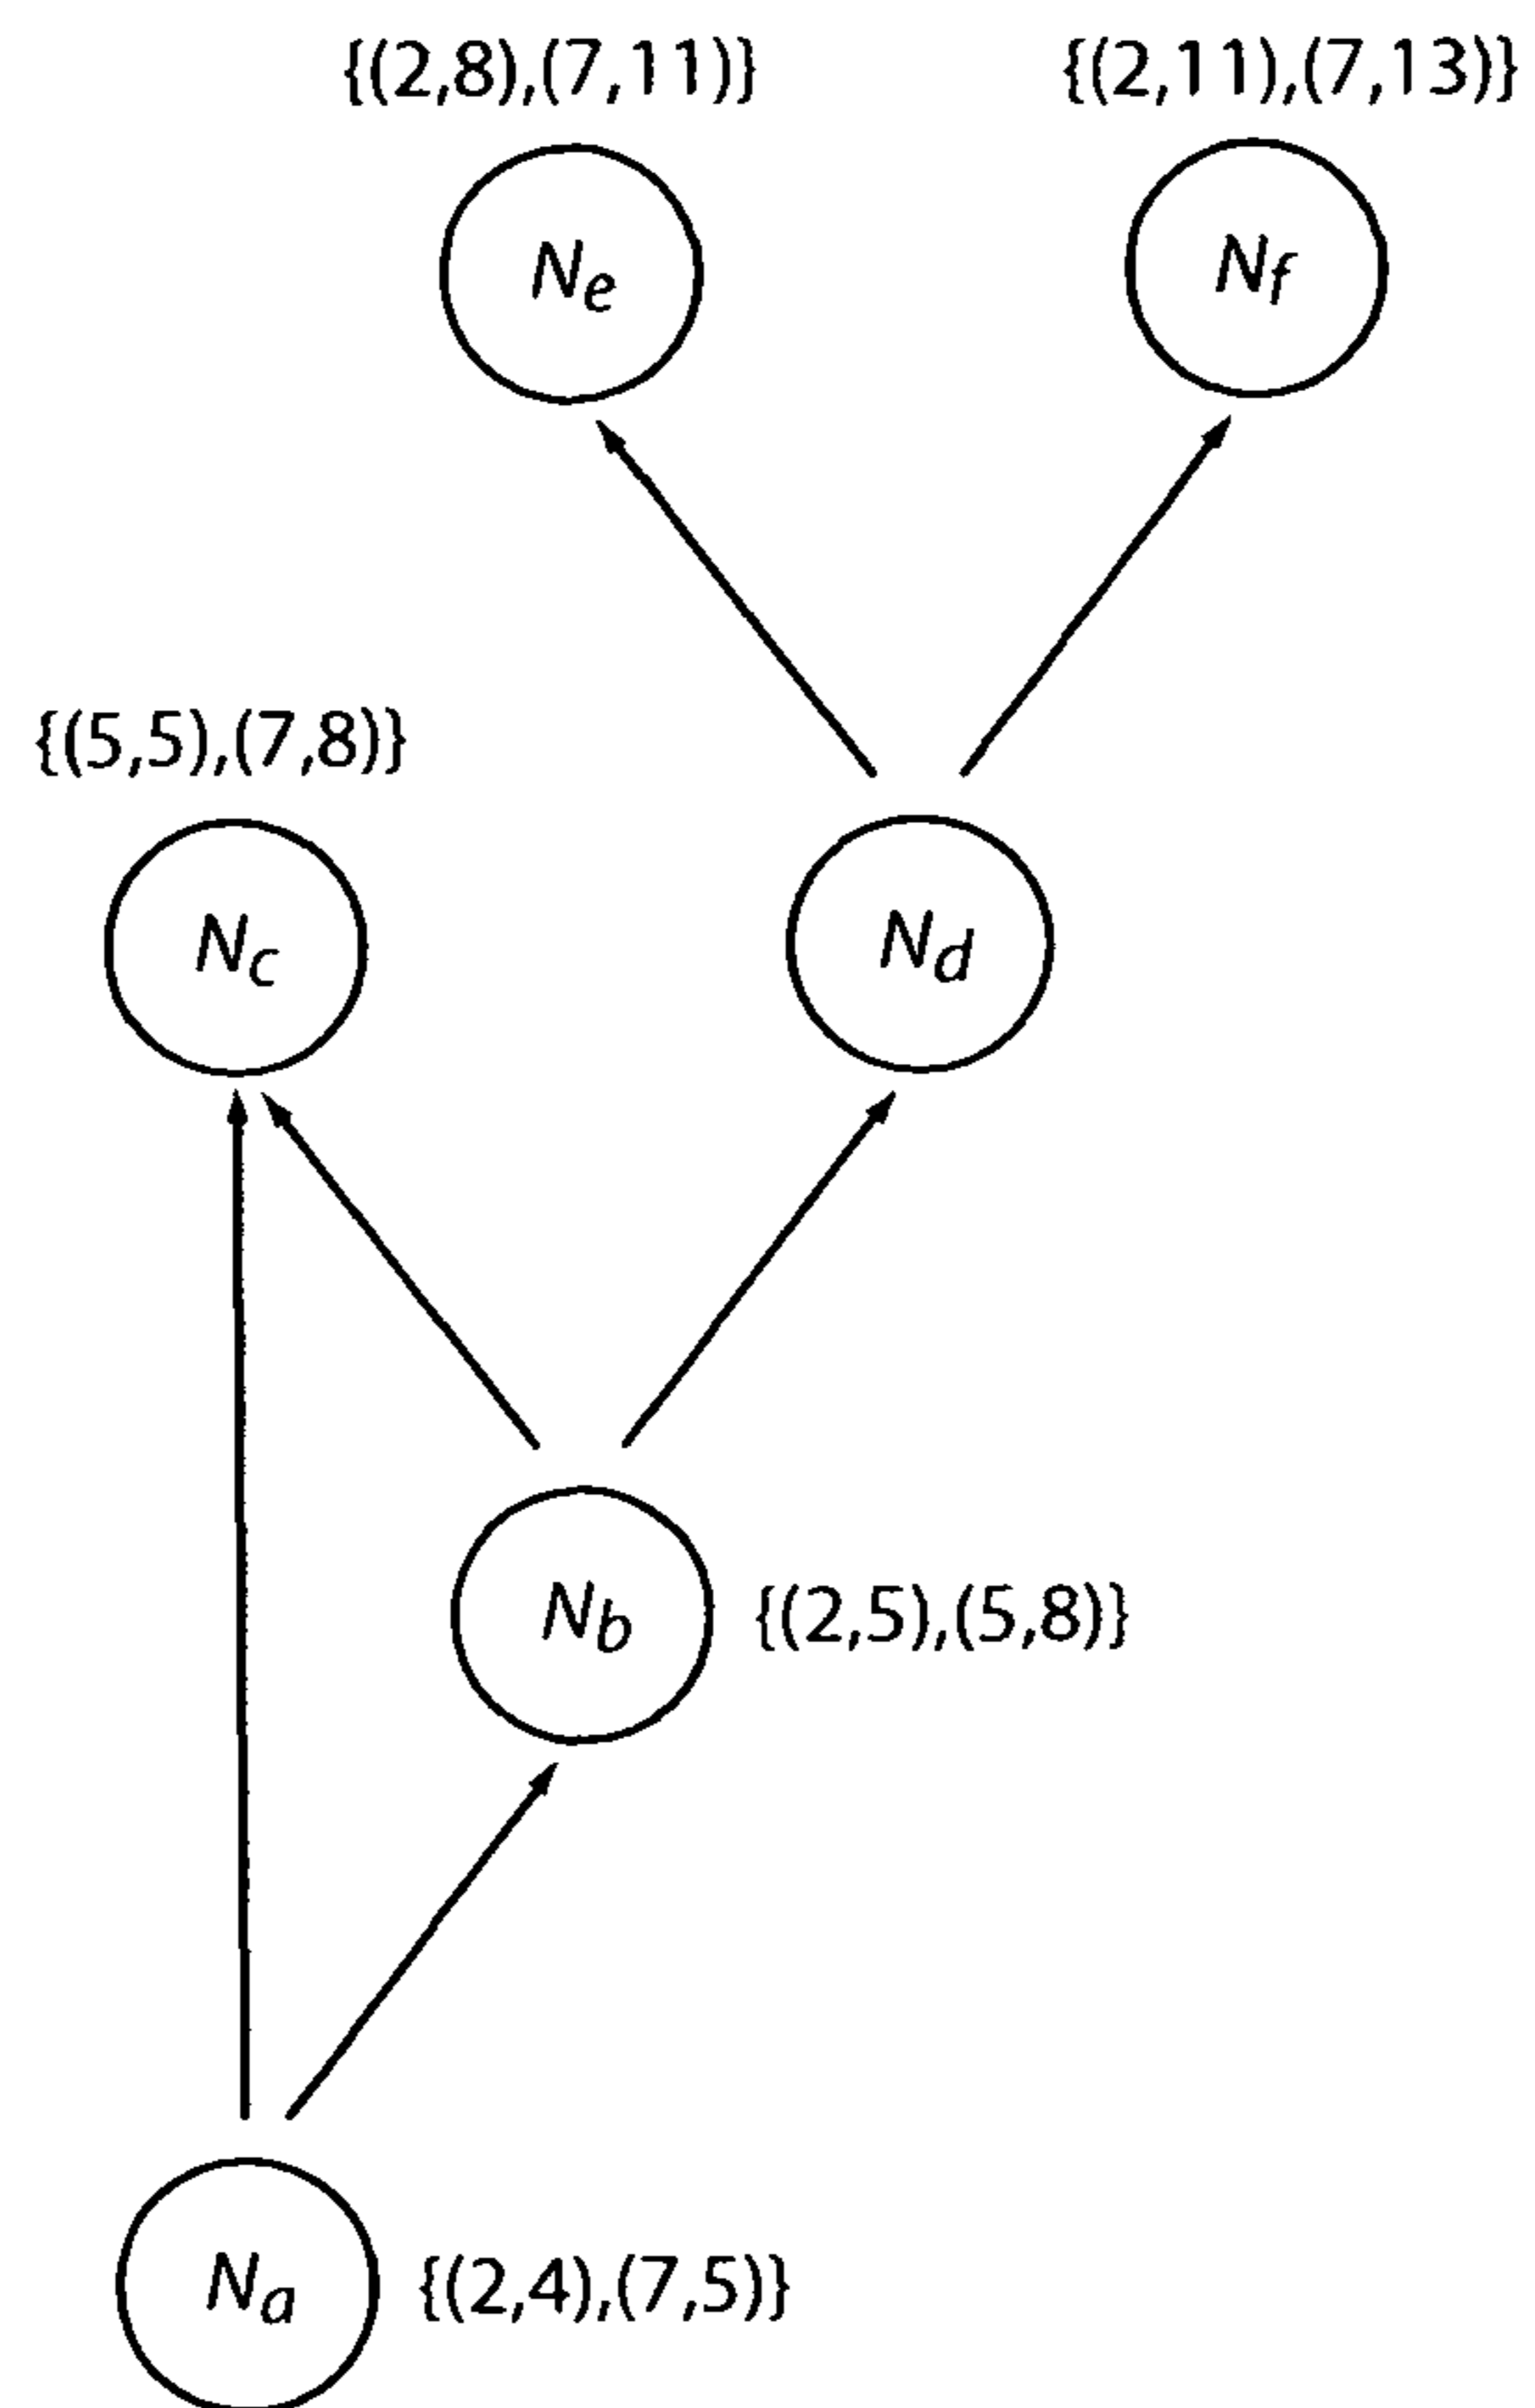 {(2,8),(7,11)} {(2,11),(7,13)}
Ne Nf
{(5,5),(7,8)}
Nc Nd
Nb {(2,5),(5,8)}
Na {(2,4),(7,5)}